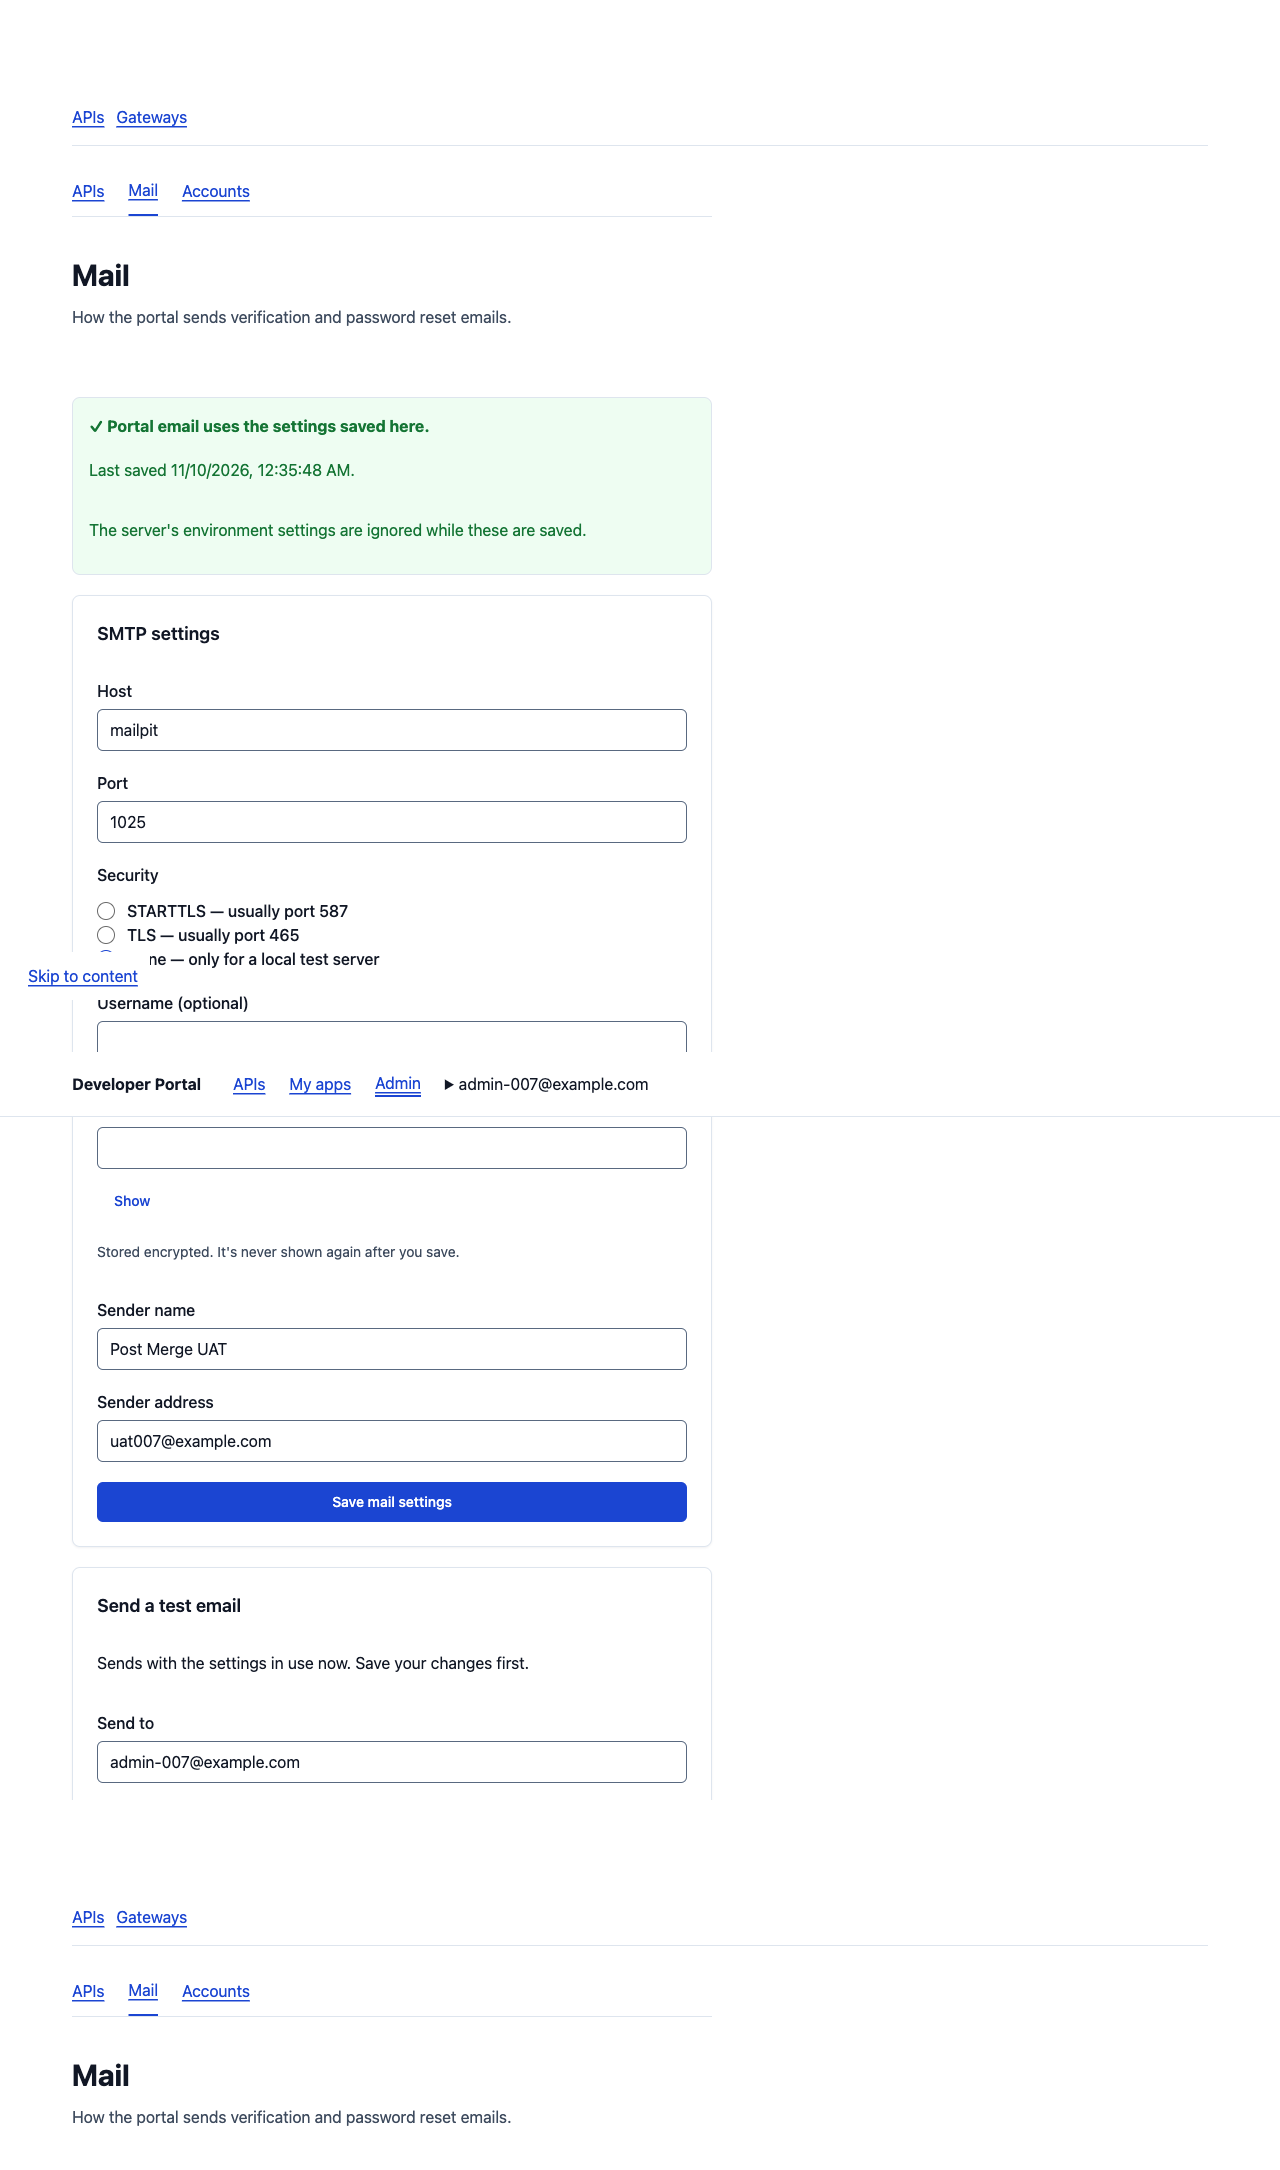 APIs Gateways
APIs Mail Accounts
Mail
How the portal sends verification and password reset emails.
✓ Portal email uses the settings saved here.
Last saved 11/10/2026, 12:35:48 AM.
The server's environment settings are ignored while these are saved.
SMTP settings
Host
mailpit
Port
1025
Security
STARTTLS — usually port 587
TLS — usually port 465
ne — only for a local test server
Skip to content
Username (optional)
Developer Portal APIs My apps Admin ▶ admin-007@example.com
Show
Stored encrypted. It's never shown again after you save.
Sender name
Post Merge UAT
Sender address
uat007@example.com
Save mail settings
Send a test email
Sends with the settings in use now. Save your changes first.
Send to
admin-007@example.com
APIs Gateways
APIs Mail Accounts
Mail
How the portal sends verification and password reset emails.